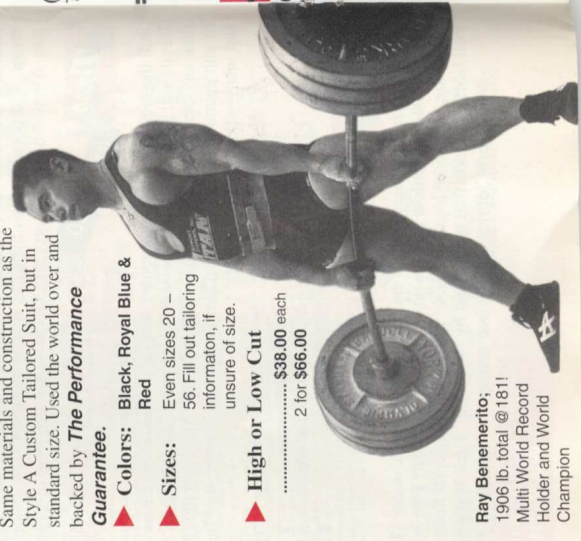 Same materials and construction as the
Style A Custom Tailored Suit, but in
standard size. Used the world over and
backed by The Performance
Guarantee.
▶ Colors: Black, Royal Blue &
Red
▶ Sizes: Even sizes 20 –
56. Fill out tailoring
informaton, if
unsure of size.
▶ High or Low Cut
.............................. $38.00 each
2 for $66.00
Ray Benemerito;
1906 lb. total @ 181!
Multi World Record
Holder and World
Champion